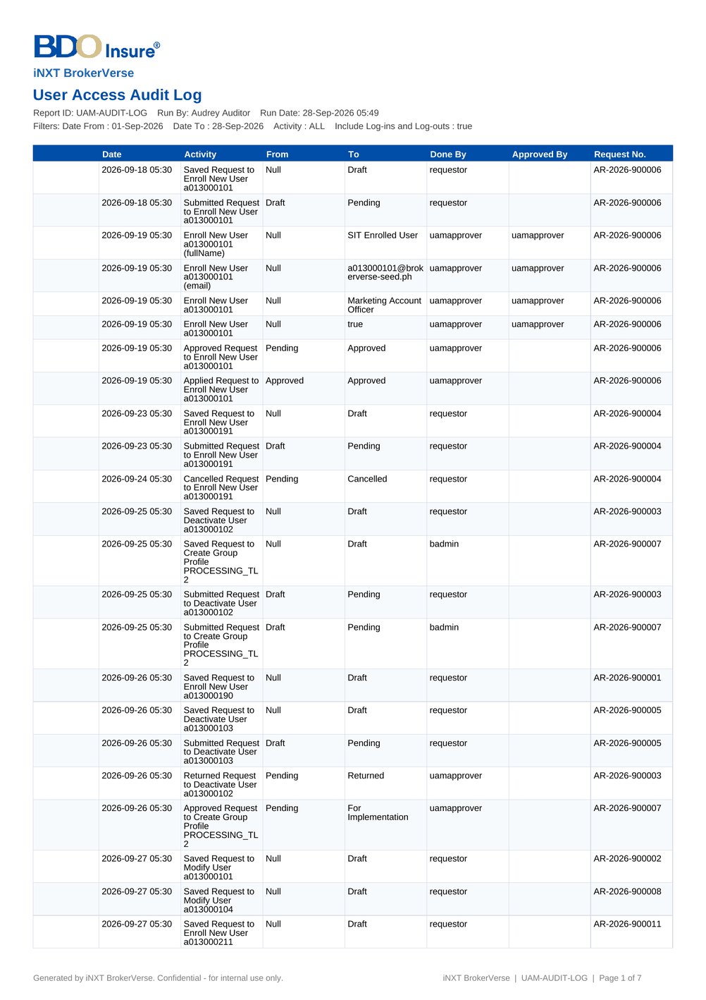 BDO Insure®
iNXT BrokerVerse
User Access Audit Log
Report ID: UAM-AUDIT-LOG Run By: Audrey Auditor Run Date: 28-Sep-2026 05:49
Filters: Date From : 01-Sep-2026 Date To : 28-Sep-2026 Activity : ALL Include Log-ins and Log-outs : true
Date Activity From To Done By Approved By Request No.
2026-09-18 05:30 Saved Request to Null Draft requestor AR-2026-900006
Enroll New User
a013000101
2026-09-18 05:30 Submitted Request Draft Pending requestor AR-2026-900006
to Enroll New User
a013000101
2026-09-19 05:30 Enroll New User Null SIT Enrolled User uamapprover uamapprover AR-2026-900006
a013000101
(fullName)
2026-09-19 05:30 Enroll New User Null a013000101@brok uamapprover uamapprover AR-2026-900006
a013000101 erverse-seed.ph
(email)
2026-09-19 05:30 Enroll New User Null Marketing Account uamapprover uamapprover AR-2026-900006
a013000101 Officer
2026-09-19 05:30 Enroll New User Null true uamapprover uamapprover AR-2026-900006
a013000101
2026-09-19 05:30 Approved Request Pending Approved uamapprover AR-2026-900006
to Enroll New User
a013000101
2026-09-19 05:30 Applied Request to Approved Approved uamapprover AR-2026-900006
Enroll New User
a013000101
2026-09-23 05:30 Saved Request to Null Draft requestor AR-2026-900004
Enroll New User
a013000191
2026-09-23 05:30 Submitted Request Draft Pending requestor AR-2026-900004
to Enroll New User
a013000191
2026-09-24 05:30 Cancelled Request Pending Cancelled requestor AR-2026-900004
to Enroll New User
a013000191
2026-09-25 05:30 Saved Request to Null Draft requestor AR-2026-900003
Deactivate User
a013000102
2026-09-25 05:30 Saved Request to Null Draft badmin AR-2026-900007
Create Group
Profile
PROCESSING_TL
2
2026-09-25 05:30 Submitted Request Draft Pending requestor AR-2026-900003
to Deactivate User
a013000102
2026-09-25 05:30 Submitted Request Draft Pending badmin AR-2026-900007
to Create Group
Profile
PROCESSING_TL
2
2026-09-26 05:30 Saved Request to Null Draft requestor AR-2026-900001
Enroll New User
a013000190
2026-09-26 05:30 Saved Request to Null Draft requestor AR-2026-900005
Deactivate User
a013000103
2026-09-26 05:30 Submitted Request Draft Pending requestor AR-2026-900005
to Deactivate User
a013000103
2026-09-26 05:30 Returned Request Pending Returned uamapprover AR-2026-900003
to Deactivate User
a013000102
2026-09-26 05:30 Approved Request Pending For uamapprover AR-2026-900007
to Create Group Implementation
Profile
PROCESSING_TL
2
2026-09-27 05:30 Saved Request to Null Draft requestor AR-2026-900002
Modify User
a013000101
2026-09-27 05:30 Saved Request to Null Draft requestor AR-2026-900008
Modify User
a013000104
2026-09-27 05:30 Saved Request to Null Draft requestor AR-2026-900011
Enroll New User
a013000211
Generated by iNXT BrokerVerse. Confidential - for internal use only. iNXT BrokerVerse | UAM-AUDIT-LOG | Page 1 of 7